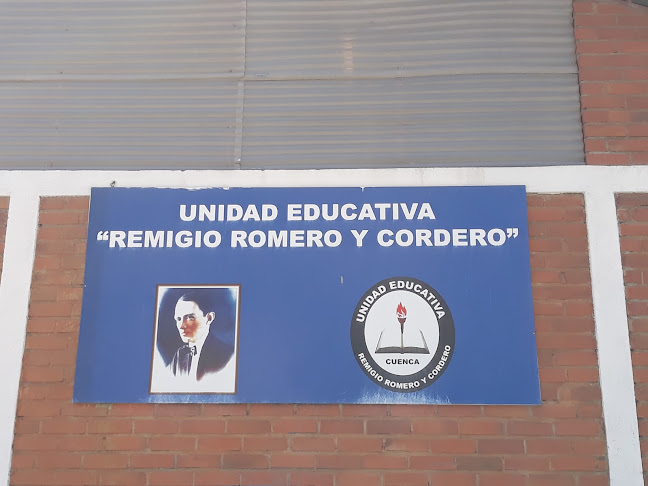 UNIDAD EDUCATIVA
“REMIGIO ROMERO Y CORDERO”
UNIDAD EDUCATIVA
CUENCA
REMIGIO ROMERO Y CORDERO